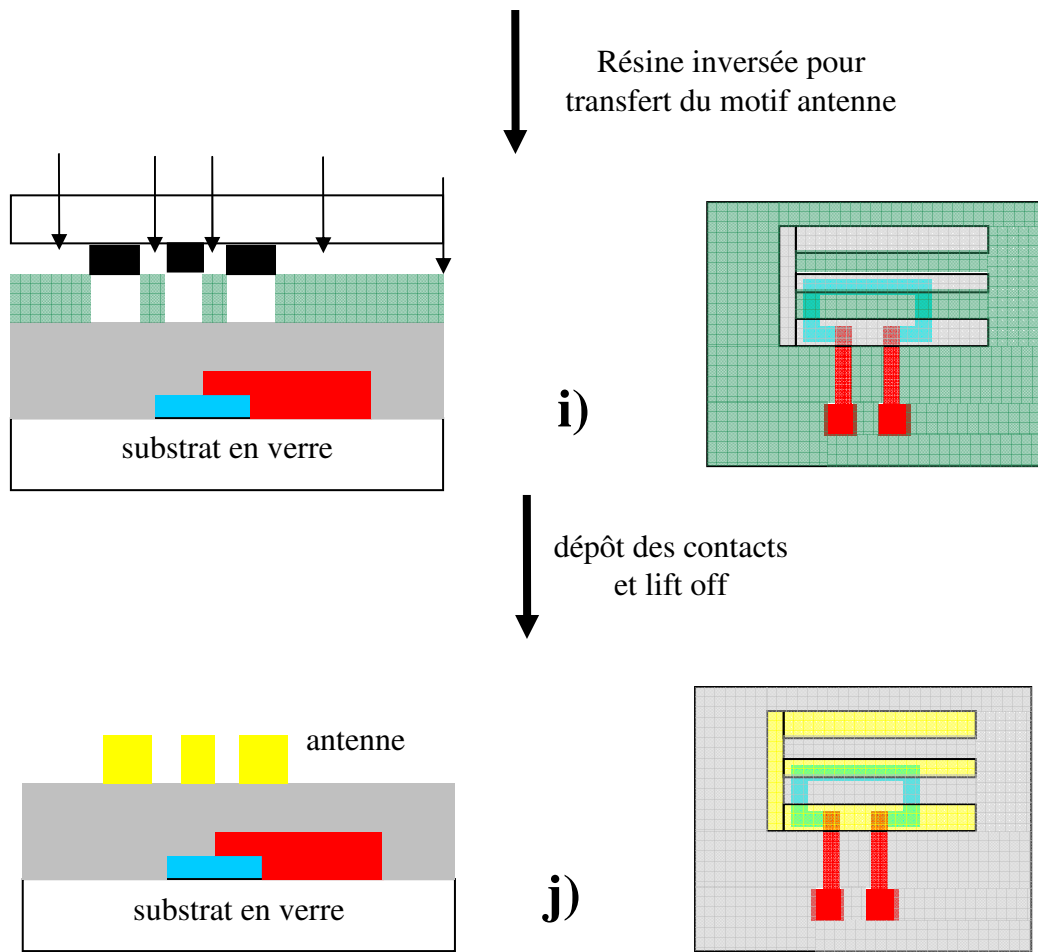 Résine inversée pour
transfert du motif antenne
substrat en verre
i)
dépôt des contacts
et lift off
antenne
substrat en verre
j)